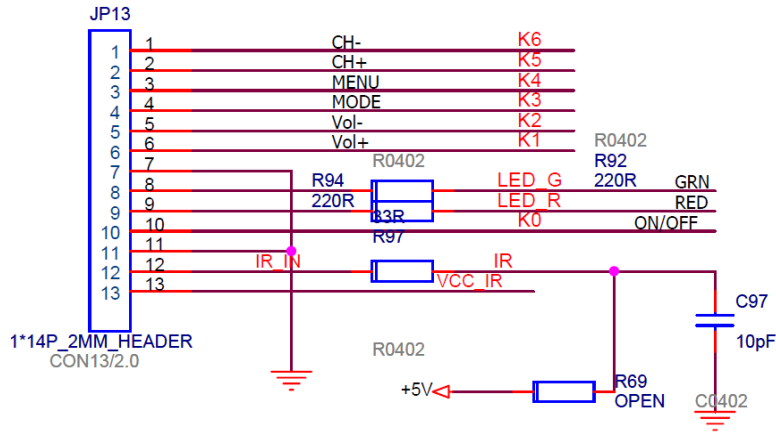 JP13
1 1 CH- K6
2 2 CH+ K5
3 3 MENU K4
4 4 MODE K3
5 5 Vol- K2
6 6 Vol+ K1
R0402
R0402
R92
220R
7 7
8 8 R94 LED_G GRN
9 9 220R LED_R RED
10 10 33R K0 ON/OFF
R97
11 11
12 12 IR_IN IR
13 13 VCC_IR
C97
10pF
1*14P_2MM_HEADER
CON13/2.0
R0402
+5V
R69
OPEN
C0402